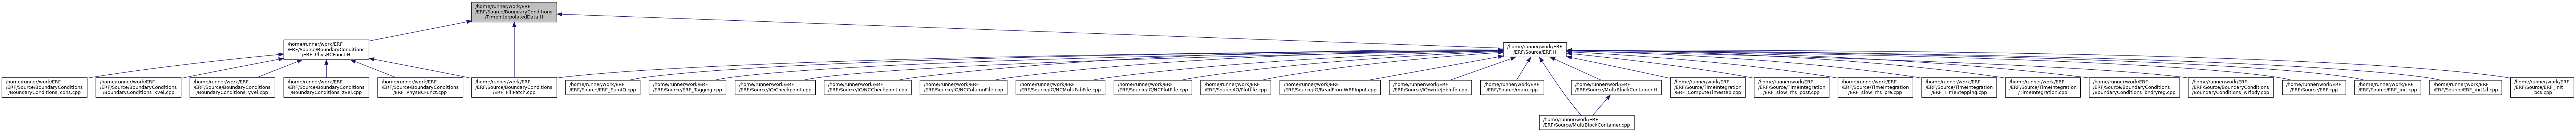 /home/runner/work/ERF
/ERF/Source/BoundaryConditions
/TimeInterpolatedData.H
/home/runner/work/ERF
/ERF/Source/BoundaryConditions
/ERF_PhysBCFunct.H
/home/runner/work/ERF
/ERF/Source/ERF.H
/home/runner/work/ERF
/ERF/Source/BoundaryConditions
/BoundaryConditions_cons.cpp
/home/runner/work/ERF
/ERF/Source/BoundaryConditions
/BoundaryConditions_xvel.cpp
/home/runner/work/ERF
/ERF/Source/BoundaryConditions
/BoundaryConditions_yvel.cpp
/home/runner/work/ERF
/ERF/Source/BoundaryConditions
/BoundaryConditions_zvel.cpp
/home/runner/work/ERF
/ERF/Source/BoundaryConditions
/ERF_PhysBCFunct.cpp
/home/runner/work/ERF
/ERF/Source/BoundaryConditions
/ERF_FillPatch.cpp
/home/runner/work/ERF
/ERF/Source/ERF_SumIQ.cpp
/home/runner/work/ERF
/ERF/Source/ERF_Tagging.cpp
/home/runner/work/ERF
/ERF/Source/IO/Checkpoint.cpp
/home/runner/work/ERF
/ERF/Source/IO/NCCheckpoint.cpp
/home/runner/work/ERF
/ERF/Source/IO/NCColumnFile.cpp
/home/runner/work/ERF
/ERF/Source/IO/NCMultiFabFile.cpp
/home/runner/work/ERF
/ERF/Source/IO/NCPlotFile.cpp
/home/runner/work/ERF
/ERF/Source/IO/Plotfile.cpp
/home/runner/work/ERF
/ERF/Source/IO/ReadFromWRFInput.cpp
/home/runner/work/ERF
/ERF/Source/IO/writeJobInfo.cpp
/home/runner/work/ERF
/ERF/Source/main.cpp
/home/runner/work/ERF
/ERF/Source/MultiBlockContainer.H
/home/runner/work/ERF
/ERF/Source/TimeIntegration
/ERF_ComputeTimestep.cpp
/home/runner/work/ERF
/ERF/Source/TimeIntegration
/ERF_slow_rhs_post.cpp
/home/runner/work/ERF
/ERF/Source/TimeIntegration
/ERF_slow_rhs_pre.cpp
/home/runner/work/ERF
/ERF/Source/TimeIntegration
/ERF_TimeStepping.cpp
/home/runner/work/ERF
/ERF/Source/TimeIntegration
/TimeIntegration.cpp
/home/runner/work/ERF
/ERF/Source/BoundaryConditions
/BoundaryConditions_bndryreg.cpp
/home/runner/work/ERF
/ERF/Source/BoundaryConditions
/BoundaryConditions_wrfbdy.cpp
/home/runner/work/ERF
/ERF/Source/ERF.cpp
/home/runner/work/ERF
/ERF/Source/ERF_init.cpp
/home/runner/work/ERF
/ERF/Source/ERF_init1d.cpp
/home/runner/work/ERF
/ERF/Source/ERF_init
_bcs.cpp
/home/runner/work/ERF
/ERF/Source/MultiBlockContainer.cpp